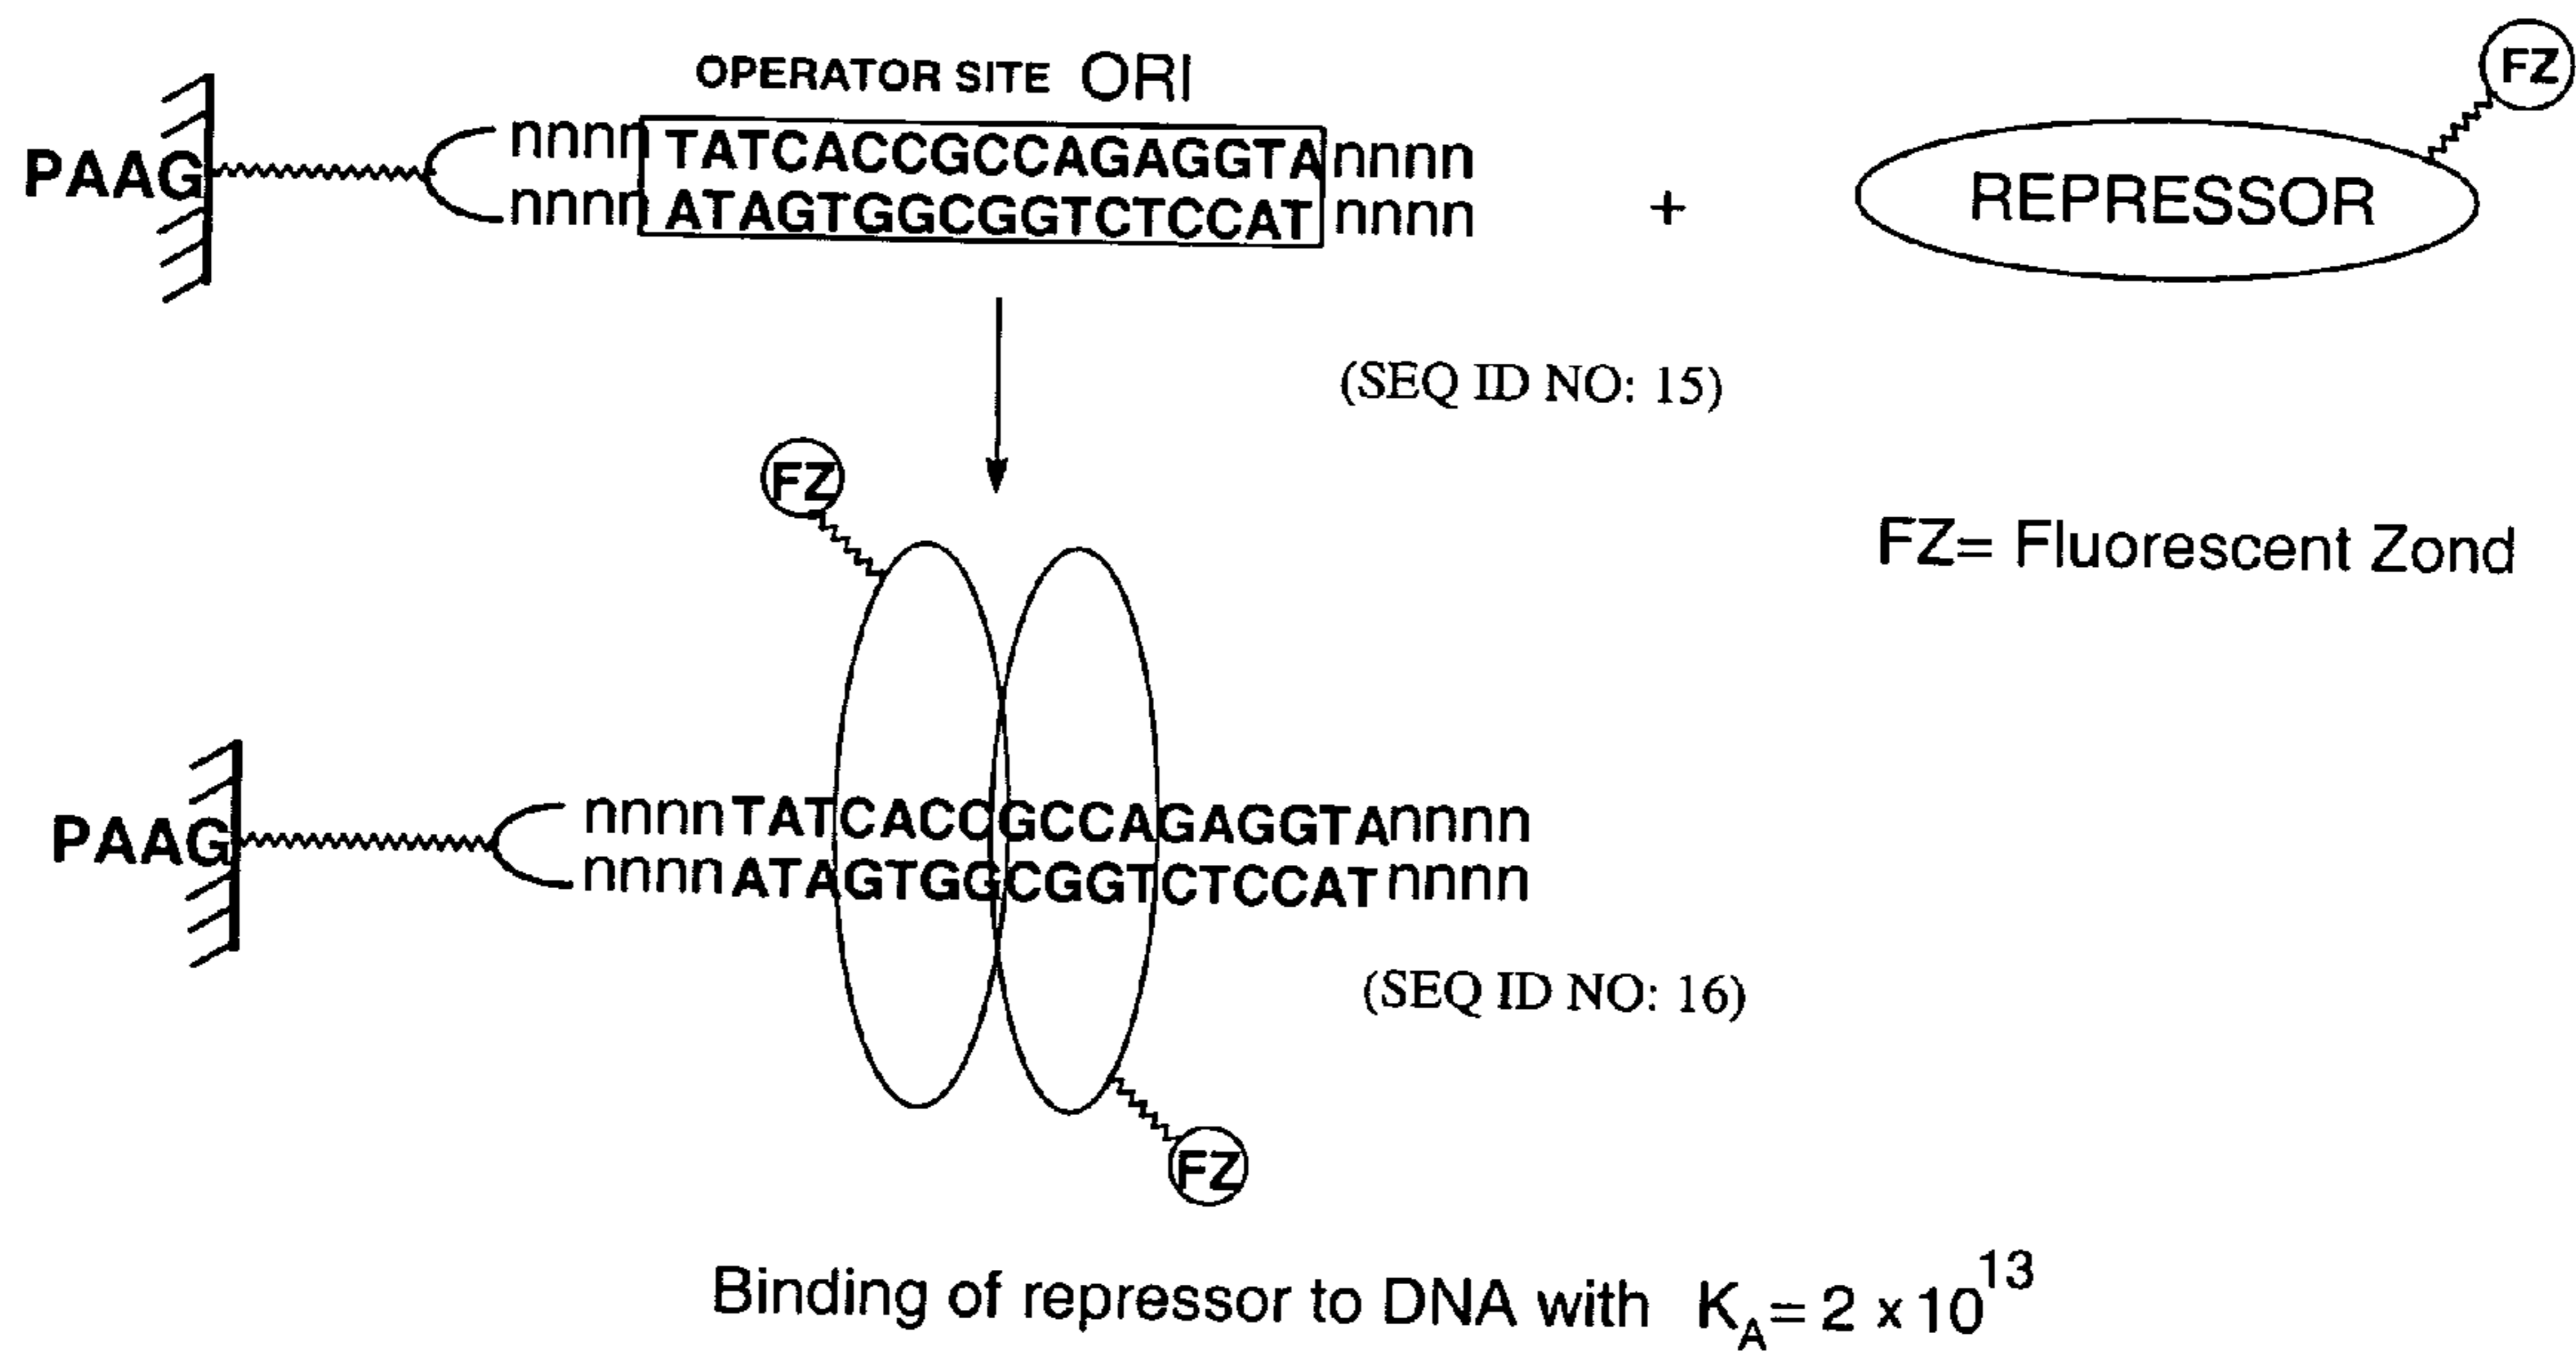 OPERATOR SITE ORI
FZ
PAAG nnnn TATCACCGCCAGAGGTA nnnn + REPRESSOR
nnnn ATAGTGGCGGTCTCCAT nnnn
(SEQ ID NO: 15)
FZ
FZ= Fluorescent Zond
PAAG nnnnTATCACCGCCAGAGGTAnnnn
nnnnATAGTGGCGGTCTCCATnnnn
(SEQ ID NO: 16)
FZ
Binding of repressor to DNA with K_A = 2 x 10^13